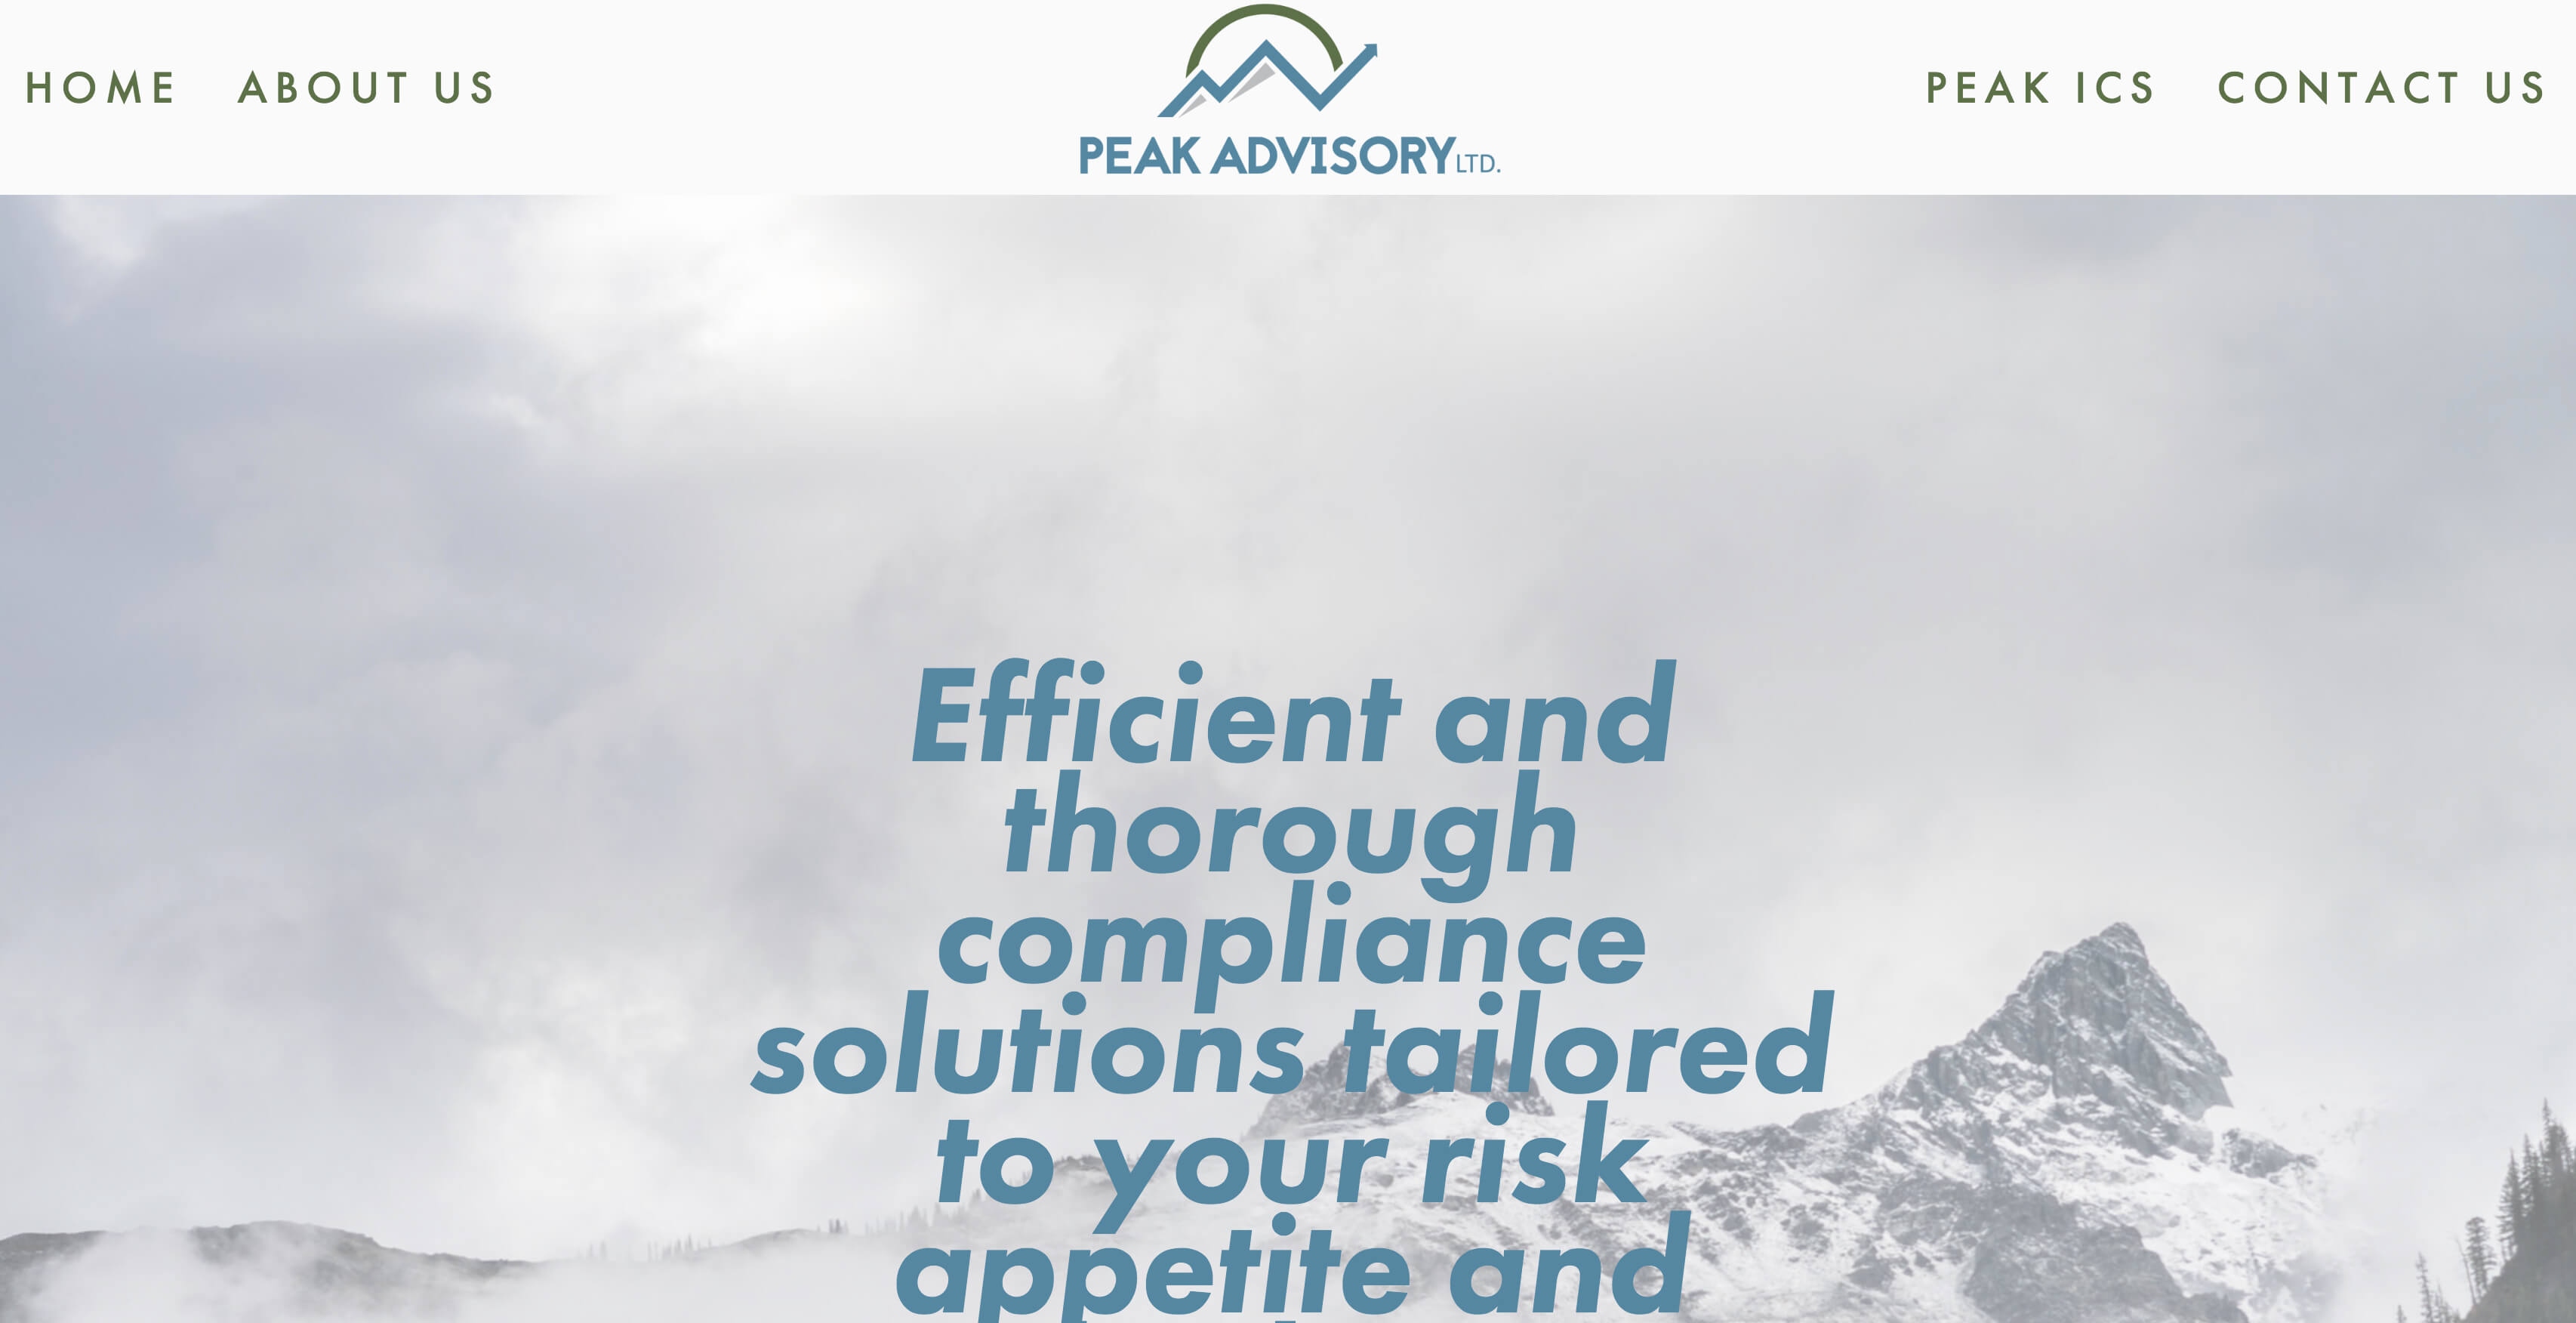 HOME ABOUT US PEAK ICS CONTACT US
PEAK ADVISORY LTD.
Efficient and
thorough
compliance
solutions tailored
to your risk
appetite and